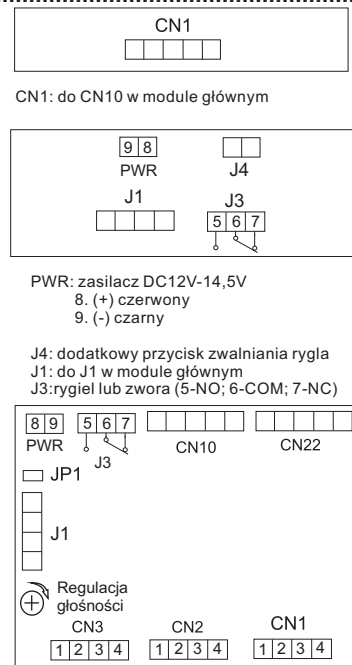 CN1
CN1: do CN10 w module głównym
9 8
PWR
J4
J1
J3
5 6 7
PWR: zasilacz DC12V-14,5V
8. (+) czerwony
9. (-) czarny
J4: dodatkowy przycisk zwalniania rygla
J1: do J1 w module głównym
J3:rygiel lub zwora (5-NO; 6-COM; 7-NC)
8 9
5 6 7
PWR
J3
CN10
CN22
JP1
J1
Regulacja
głośności
CN3
CN2
CN1
1 2 3 4
1 2 3 4
1 2 3 4